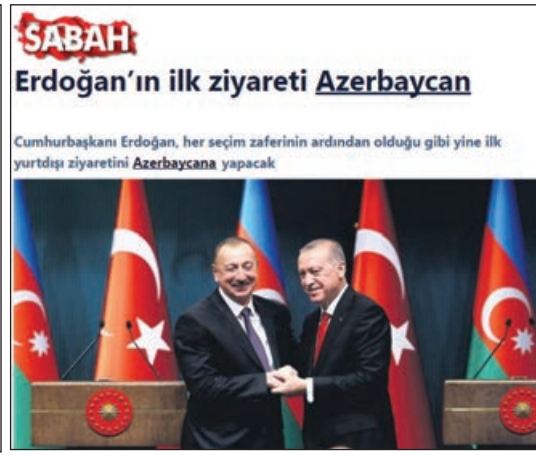 SABAH
Erdoğan’ın ilk ziyareti Azerbaycan
Cumhurbaşkanı Erdoğan, her seçim zaferinin ardından olduğu gibi yine ilk
yurtdışı ziyaretini Azerbaycana yapacak